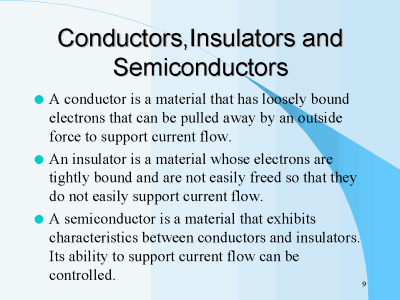 Conductors,Insulators and
Semiconductors
A conductor is a material that has loosely bound
electrons that can be pulled away by an outside
force to support current flow.
An insulator is a material whose electrons are
tightly bound and are not easily freed so that they
do not easily support current flow.
A semiconductor is a material that exhibits
characteristics between conductors and insulators.
Its ability to support current flow can be
controlled.
9